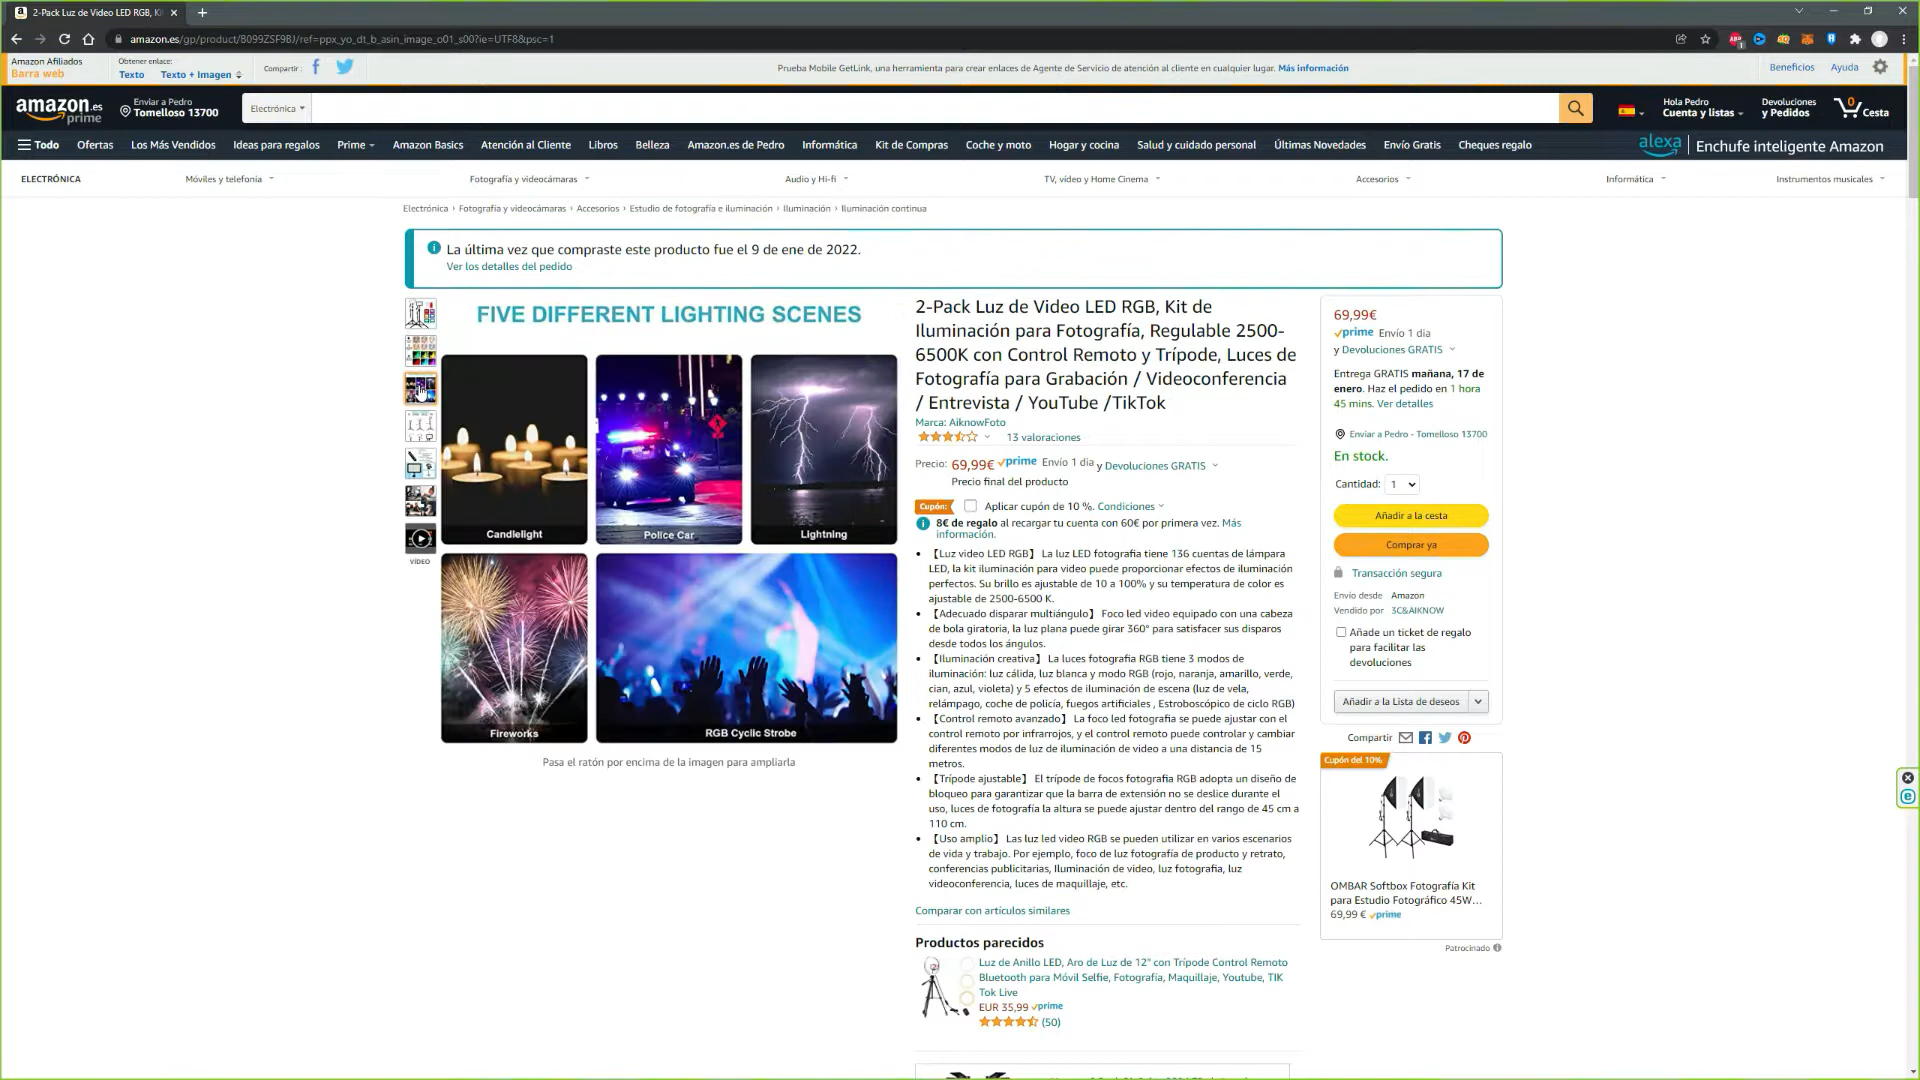 2-Pack Luz de Video LED RGB, Ki
amazon.es/gp/product/B099ZSF9BJ/ref=ppx_yo_dt_b_asin_image_o01_s00?ie=UTF8&psc=1
Amazon Afiliados
Barra web
Obtener enlace:
Texto
Texto + Imagen
Compartir :
Prueba Mobile GetLink, una herramienta para crear enlaces de Agente de Servicio de atención al cliente en cualquier lugar. Más información
Beneficios
Ayuda
amazon.es
prime
Enviar a Pedro
Tomelloso 13700
Electrónica
Hola Pedro
Cuenta y listas
Devoluciones
y Pedidos
0
Cesta
Todo
Ofertas
Los Más Vendidos
Ideas para regalos
Prime
Amazon Basics
Atención al Cliente
Libros
Belleza
Amazon.es de Pedro
Informática
Kit de Compras
Coche y moto
Hogar y cocina
Salud y cuidado personal
Últimas Novedades
Envío Gratis
Cheques regalo
alexa
Enchufe inteligente Amazon
ELECTRÓNICA
Móviles y telefonía
Fotografía y videocámaras
Audio y Hi-fi
TV, vídeo y Home Cinema
Accesorios
Informática
Instrumentos musicales
Electrónica › Fotografía y videocámaras › Accesorios › Estudio de fotografía e iluminación › Iluminación › Iluminación continua
La última vez que compraste este producto fue el 9 de ene de 2022.
Ver los detalles del pedido
VÍDEO
FIVE DIFFERENT LIGHTING SCENES
Candlelight
Police Car
Lightning
Fireworks
RGB Cyclic Strobe
Pasa el ratón por encima de la imagen para ampliarla
2-Pack Luz de Video LED RGB, Kit de
Iluminación para Fotografía, Regulable 2500-
6500K con Control Remoto y Trípode, Luces de
Fotografía para Grabación / Videoconferencia
/ Entrevista / YouTube /TikTok
Marca: AiknowFoto
13 valoraciones
Precio: 69,99€ prime Envío 1 día y Devoluciones GRATIS
Precio final del producto
Cupón:
Aplicar cupón de 10 %. Condiciones
8€ de regalo al recargar tu cuenta con 60€ por primera vez. Más
información.
【Luz video LED RGB】 La luz LED fotografia tiene 136 cuentas de lámpara
LED, la kit iluminación para video puede proporcionar efectos de iluminación
perfectos. Su brillo es ajustable de 10 a 100% y su temperatura de color es
ajustable de 2500-6500 K.
【Adecuado disparar multiángulo】 Foco led video equipado con una cabeza
de bola giratoria, la luz plana puede girar 360° para satisfacer sus disparos
desde todos los ángulos.
【Iluminación creativa】 La luces fotografia RGB tiene 3 modos de
iluminación: luz cálida, luz blanca y modo RGB (rojo, naranja, amarillo, verde,
cian, azul, violeta) y 5 efectos de iluminación de escena (luz de vela,
relámpago, coche de policía, fuegos artificiales , Estroboscópico de ciclo RGB)
【Control remoto avanzado】 La foco led fotografia se puede ajustar con el
control remoto por infrarrojos, y el control remoto puede controlar y cambiar
diferentes modos de luz de iluminación de video a una distancia de 15
metros.
【Trípode ajustable】 El trípode de focos fotografia RGB adopta un diseño de
bloqueo para garantizar que la barra de extensión no se deslice durante el
uso, luces de fotografía la altura se puede ajustar dentro del rango de 45 cm a
110 cm.
【Uso amplio】 Las luz led video RGB se pueden utilizar en varios escenarios
de vida y trabajo. Por ejemplo, foco de luz fotografía de producto y retrato,
conferencias publicitarias, Iluminación de video, luz fotografia, luz
videoconferencia, luces de maquillaje, etc.
Comparar con artículos similares
Productos parecidos
Luz de Anillo LED, Aro de Luz de 12" con Trípode Control Remoto
Bluetooth para Móvil Selfie, Fotografía, Maquillaje, Youtube, TIK
Tok Live
EUR 35,99 prime
(50)
69,99€
prime Envío 1 día
y Devoluciones GRATIS
Entrega GRATIS mañana, 17 de
enero. Haz el pedido en 1 hora
45 mins. Ver detalles
Enviar a Pedro - Tomelloso 13700
En stock.
Cantidad: 1
Añadir a la cesta
Comprar ya
Transacción segura
Envío desde Amazon
Vendido por 3C&AIKNOW
Añade un ticket de regalo
para facilitar las
devoluciones
Añadir a la Lista de deseos
Compartir
Cupón del 10%
OMBAR Softbox Fotografía Kit
para Estudio Fotográfico 45W...
69,99 € prime
Patrocinado